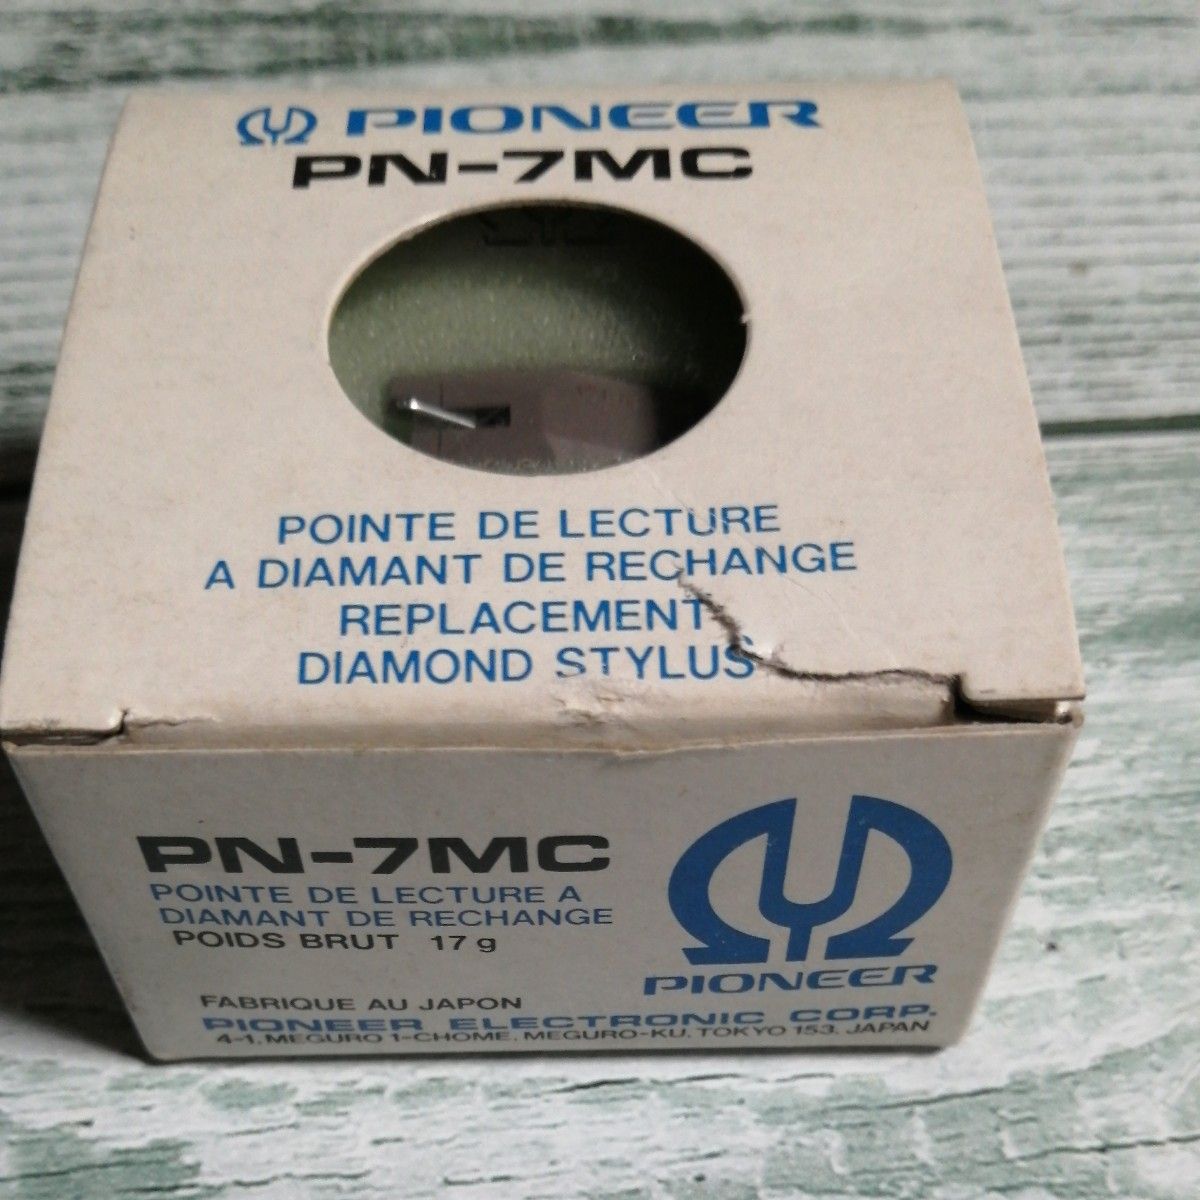 PIONEER
PN-7MC
POINTE DE LECTURE
A DIAMANT DE RECHANGE
REPLACEMENT
DIAMOND STYLUS
PN-7MC
POINTE DE LECTURE A
DIAMANT DE RECHANGE
POIDS BRUT 17 g
PIONEER
FABRIQUE AU JAPON
PIONEER ELECTRONIC CORP.
4-1, MEGURO 1-CHOME, MEGURO-KU, TOKYO 153, JAPAN